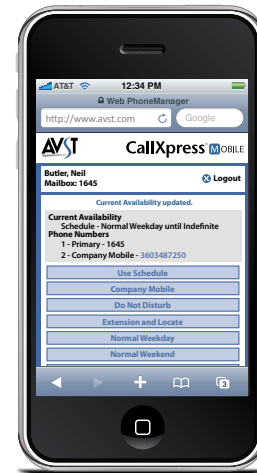 AT&T 12:34 PM
Web PhoneManager
http://www.avst.com Google
AVST CallXpress MOBILE
Butler, Neil
Mailbox: 1645 Logout
Current Availability updated.
Current Availability
Schedule - Normal Weekday until Indefinite
Phone Numbers
1 - Primary - 1645
2 - Company Mobile - 3603487250
Use Schedule
Company Mobile
Do Not Disturb
Extension and Locate
Normal Weekday
Normal Weekend
3